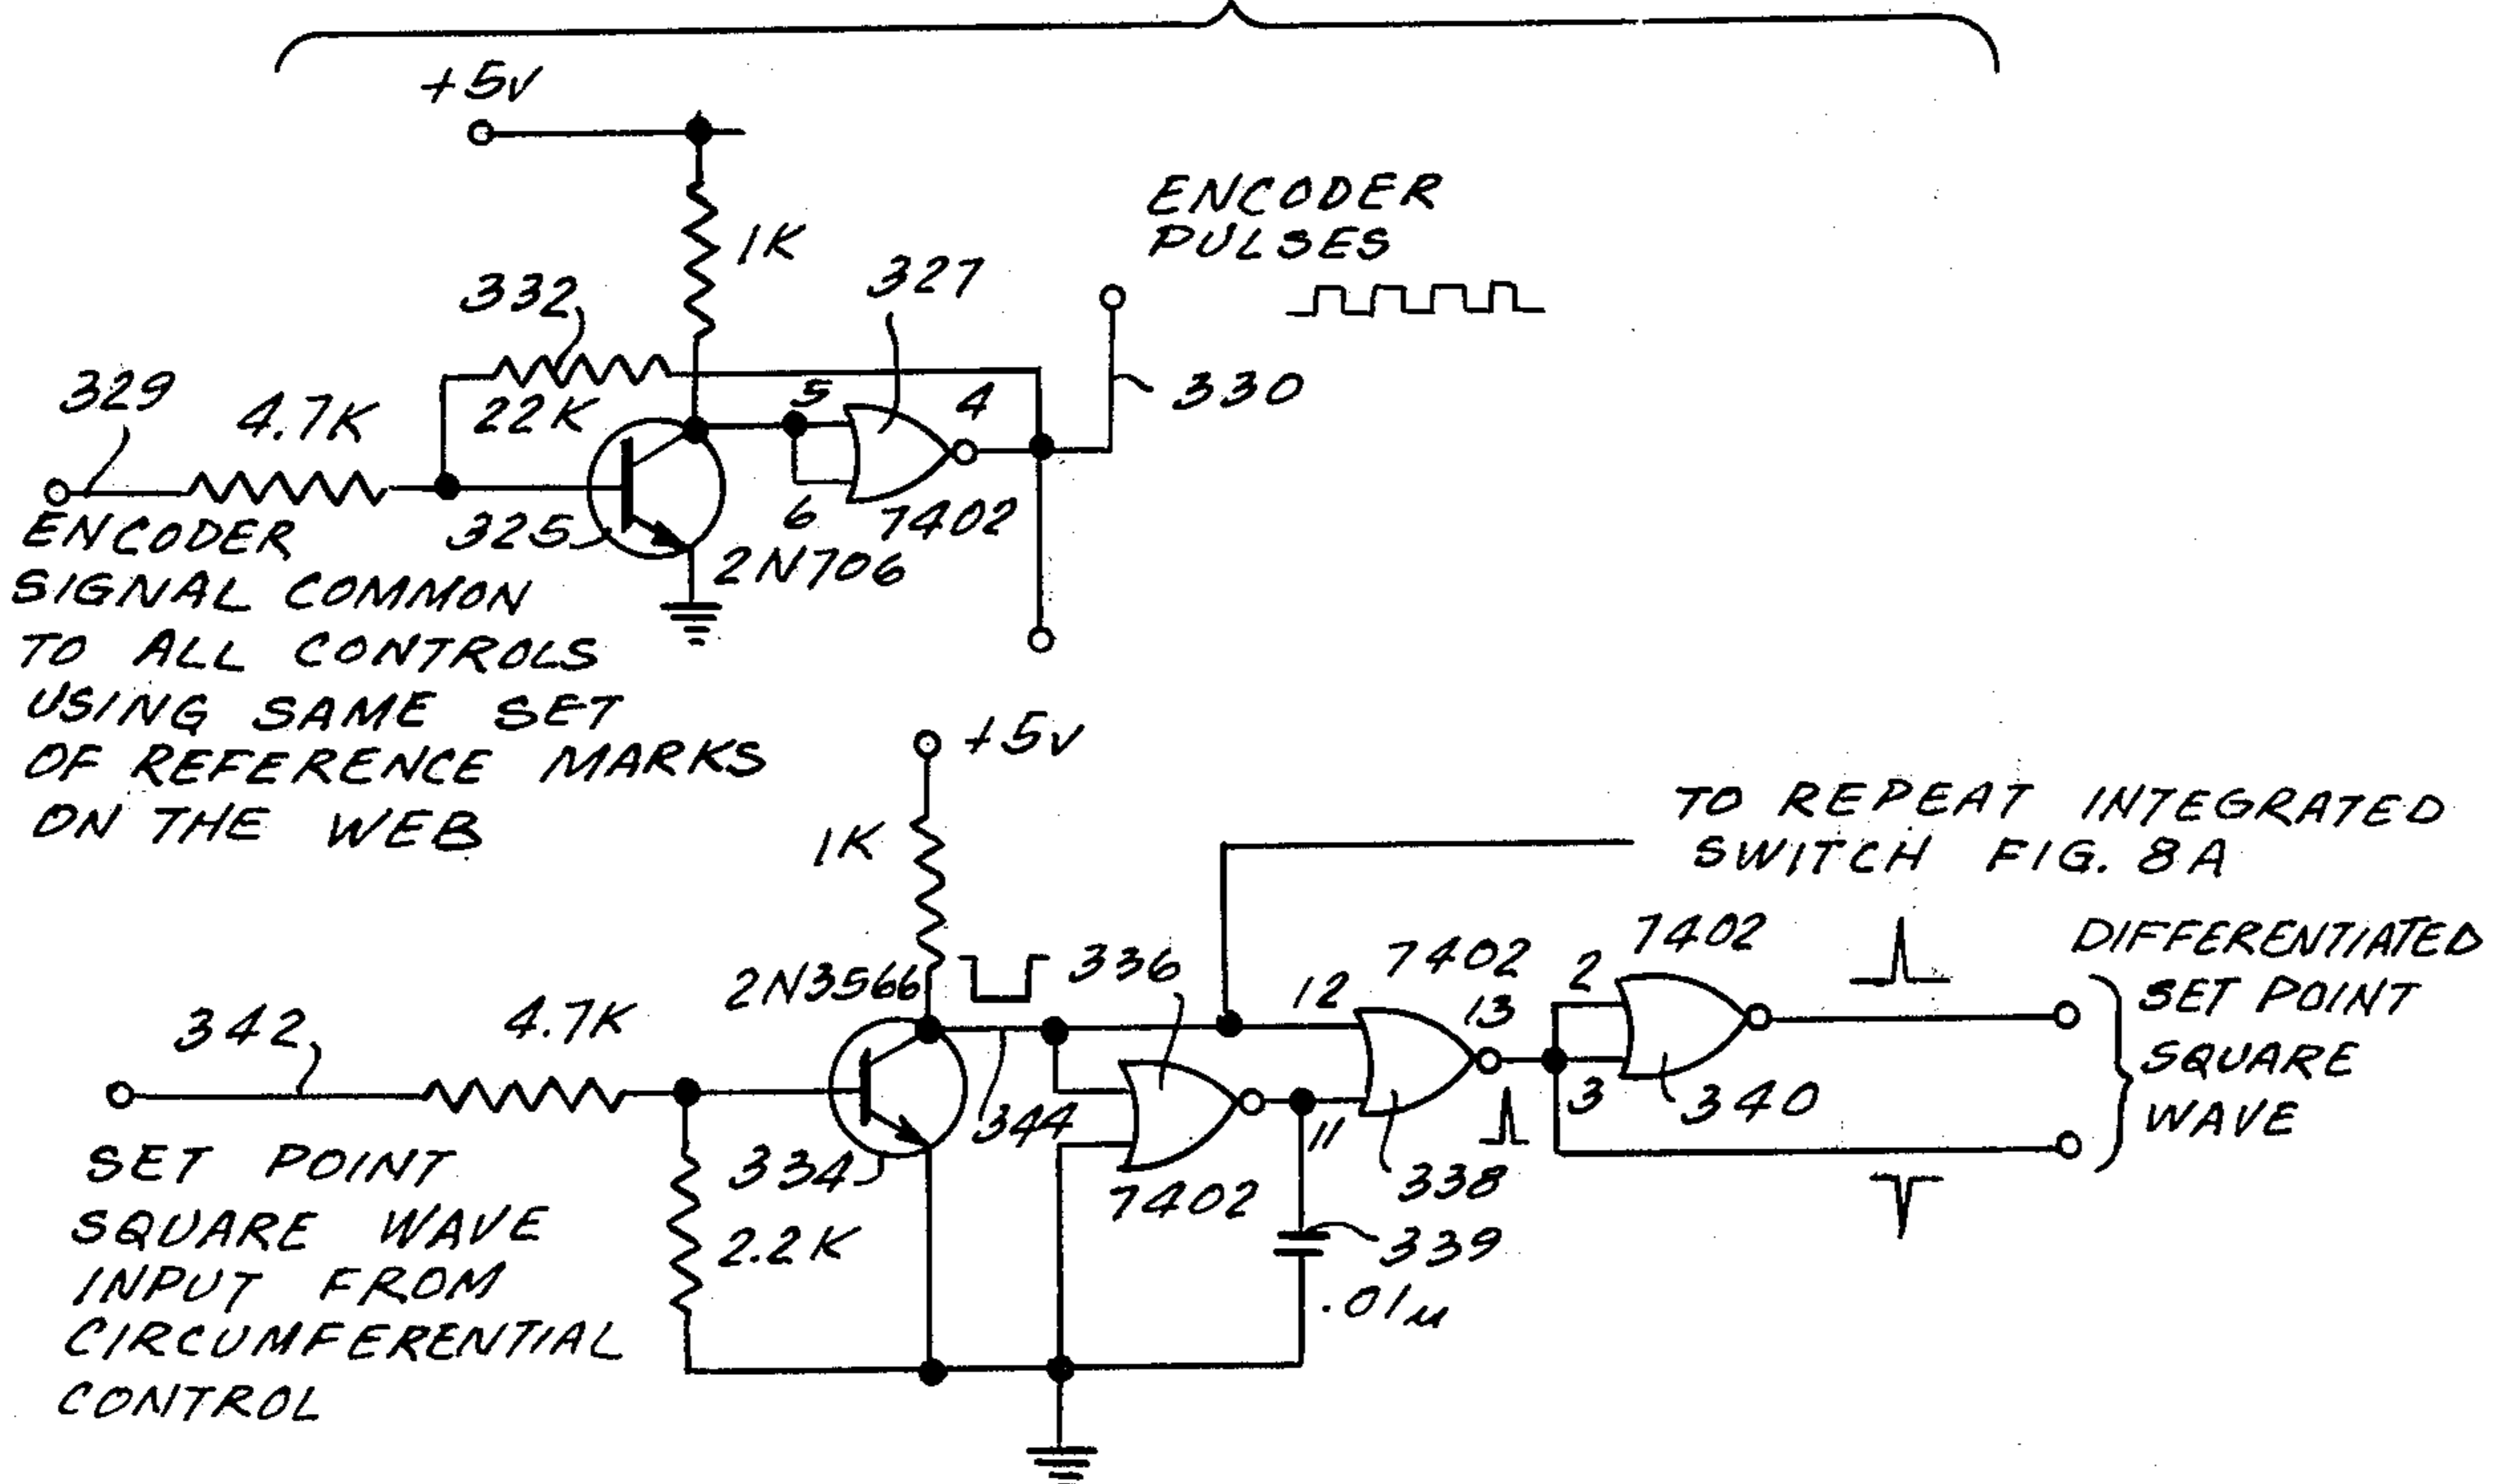 +5V
1K
ENCODER
PULSES
332
327
329
4.7K
22K
5
4
330
325
6
7402
2N706
ENCODER
SIGNAL COMMON
TO ALL CONTROLS
USING SAME SET
OF REFERENCE MARKS
ON THE WEB
+5V
1K
TO REPEAT INTEGRATED
SWITCH FIG. 8A
2N3566
336
12
7402
13
2
7402
DIFFERENTIATED
SET POINT
SQUARE
WAVE
342
4.7K
344
11
3
340
334
7402
338
339
.01μ
2.2K
SET POINT
SQUARE WAVE
INPUT FROM
CIRCUMFERENTIAL
CONTROL